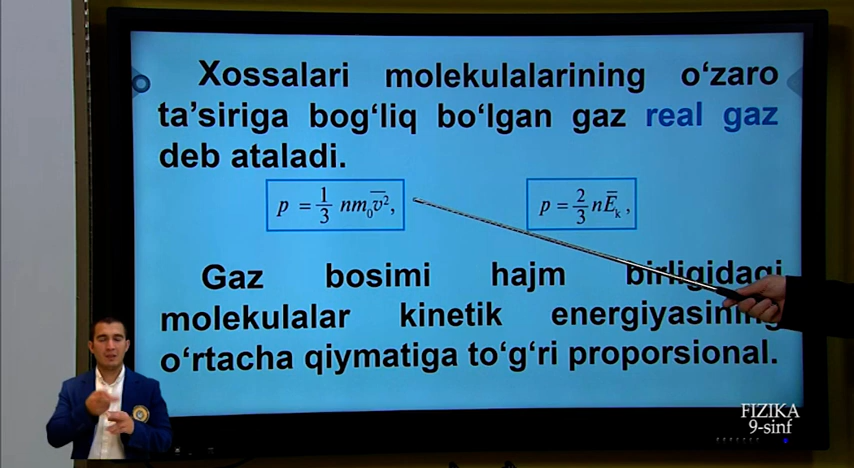 Xossalari molekulalarining o‘zaro
ta’siriga bog‘liq bo‘lgan gaz real gaz
deb ataladi.
p = 1/3 nm₀v̅², p = 2/3 nE̅ₖ,
Gaz bosimi hajm birligidagi
molekulalar kinetik energiyasining
o‘rtacha qiymatiga to‘g‘ri proporsional.
FIZIKA
9-sinf